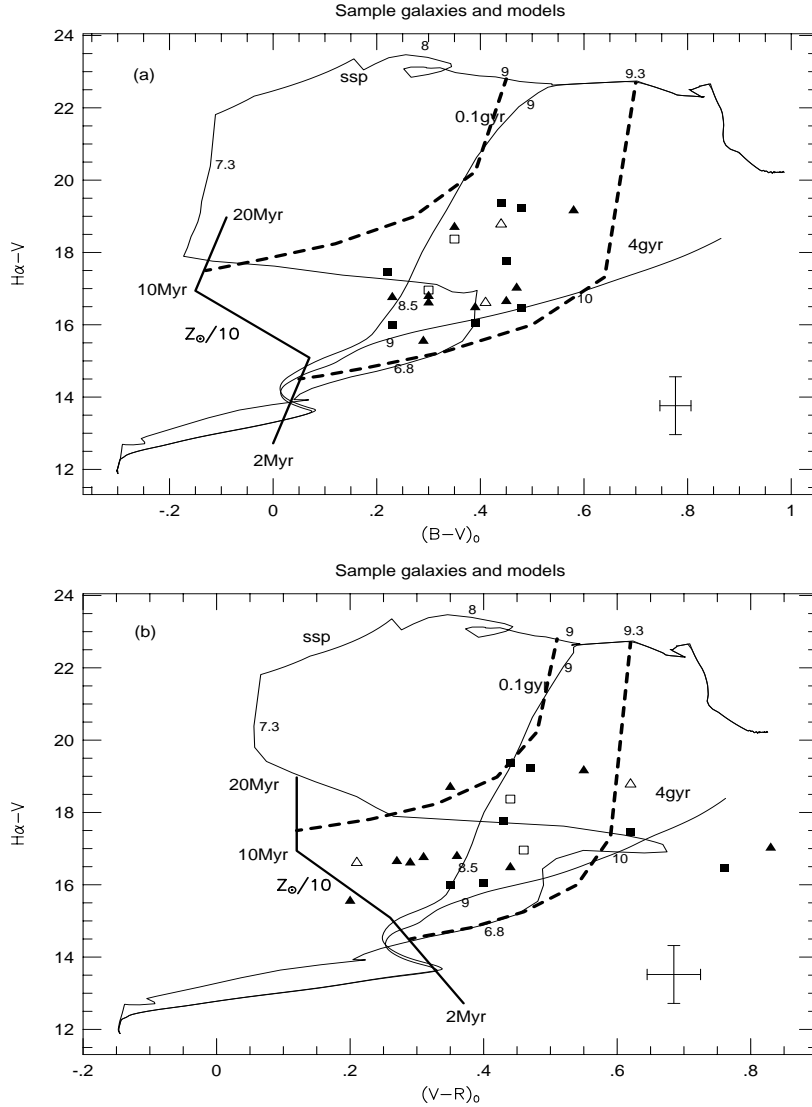 Sample galaxies and models
24
22
20
18
16
14
12
Hα−V
(a)
8
ssp
9
9.3
0.1gyr
9
7.3
20Myr
4gyr
10Myr
8.5
10
Z⊙/10
9
6.8
2Myr
-.2
0
.2
.4
.6
.8
1
(B−V)₀
Sample galaxies and models
24
22
20
18
16
14
12
Hα−V
(b)
8
ssp
9
9.3
9
0.1gyr
7.3
20Myr
4gyr
10Myr
8.5
10
Z⊙/10
9
6.8
2Myr
0
.2
.4
.6
.8
(V−R)₀